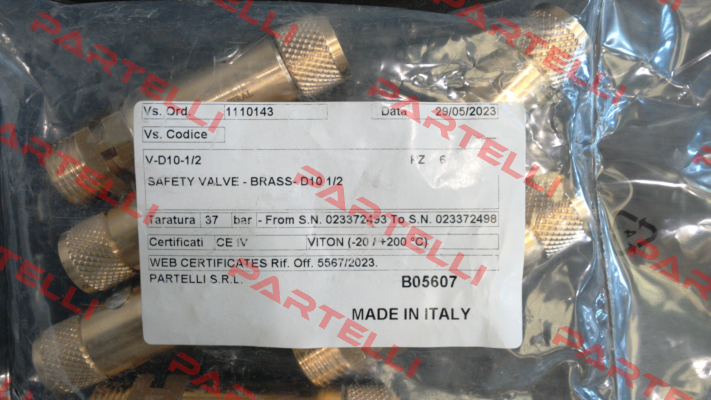 Vs. Ord. 1110143 Data 29/05/2023
Vs. Codice
V-D10-1/2 PZ 6
SAFETY VALVE - BRASS- D10 1/2
Taratura 37 bar - From S.N. 023372493 To S.N. 023372498
Certificati CE IV VITON (-20 / +200 °C)
WEB CERTIFICATES Rif. Off. 5567/2023.
PARTELLI S.R.L. B05607
MADE IN ITALY
PARTELLI
PARTELLI
PARTELLI
PARTELLI
PARTELLI
PARTELLI
PARTELLI